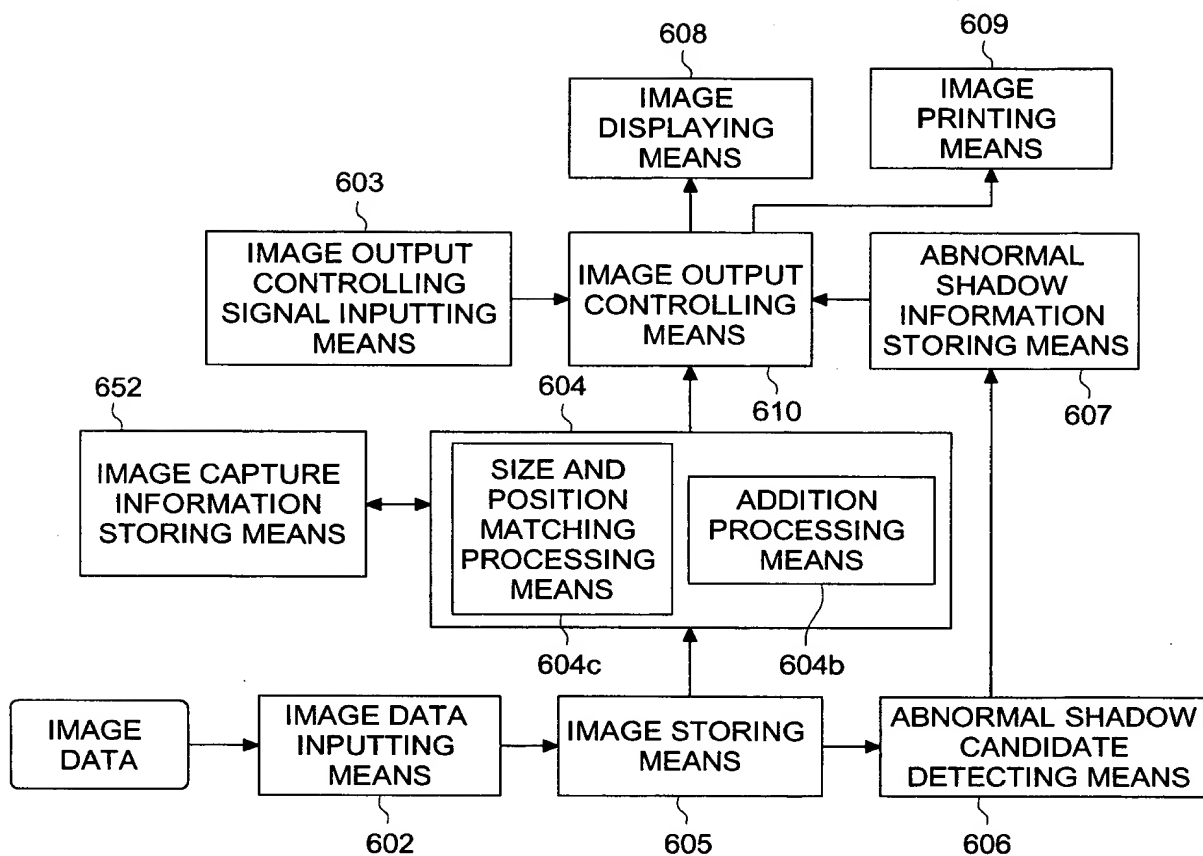 608
609
IMAGE
DISPLAYING
MEANS
IMAGE
PRINTING
MEANS
603
IMAGE OUTPUT
CONTROLLING
SIGNAL INPUTTING
MEANS
IMAGE OUTPUT
CONTROLLING
MEANS
ABNORMAL
SHADOW
INFORMATION
STORING MEANS
652
604
610
607
IMAGE CAPTURE
INFORMATION
STORING MEANS
SIZE AND
POSITION
MATCHING
PROCESSING
MEANS
ADDITION
PROCESSING
MEANS
604c
604b
IMAGE
DATA
IMAGE DATA
INPUTTING
MEANS
IMAGE STORING
MEANS
ABNORMAL SHADOW
CANDIDATE
DETECTING MEANS
602
605
606